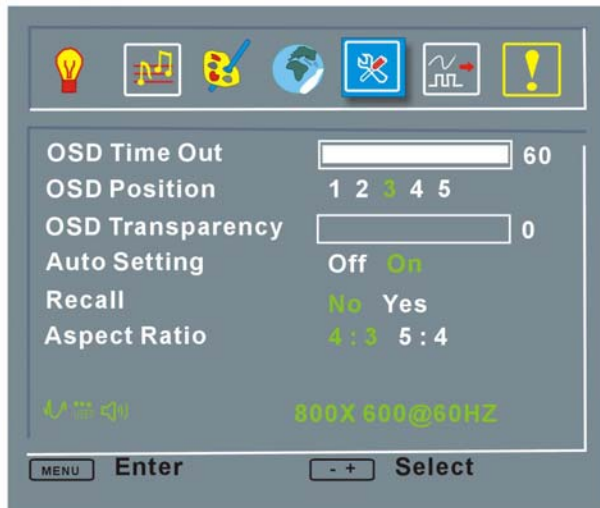 OSD Time Out 60
OSD Position 1 2 3 4 5
OSD Transparency 0
Auto Setting Off On
Recall No Yes
Aspect Ratio 4 : 3 5 : 4
800X 600@60HZ
MENU Enter - + Select